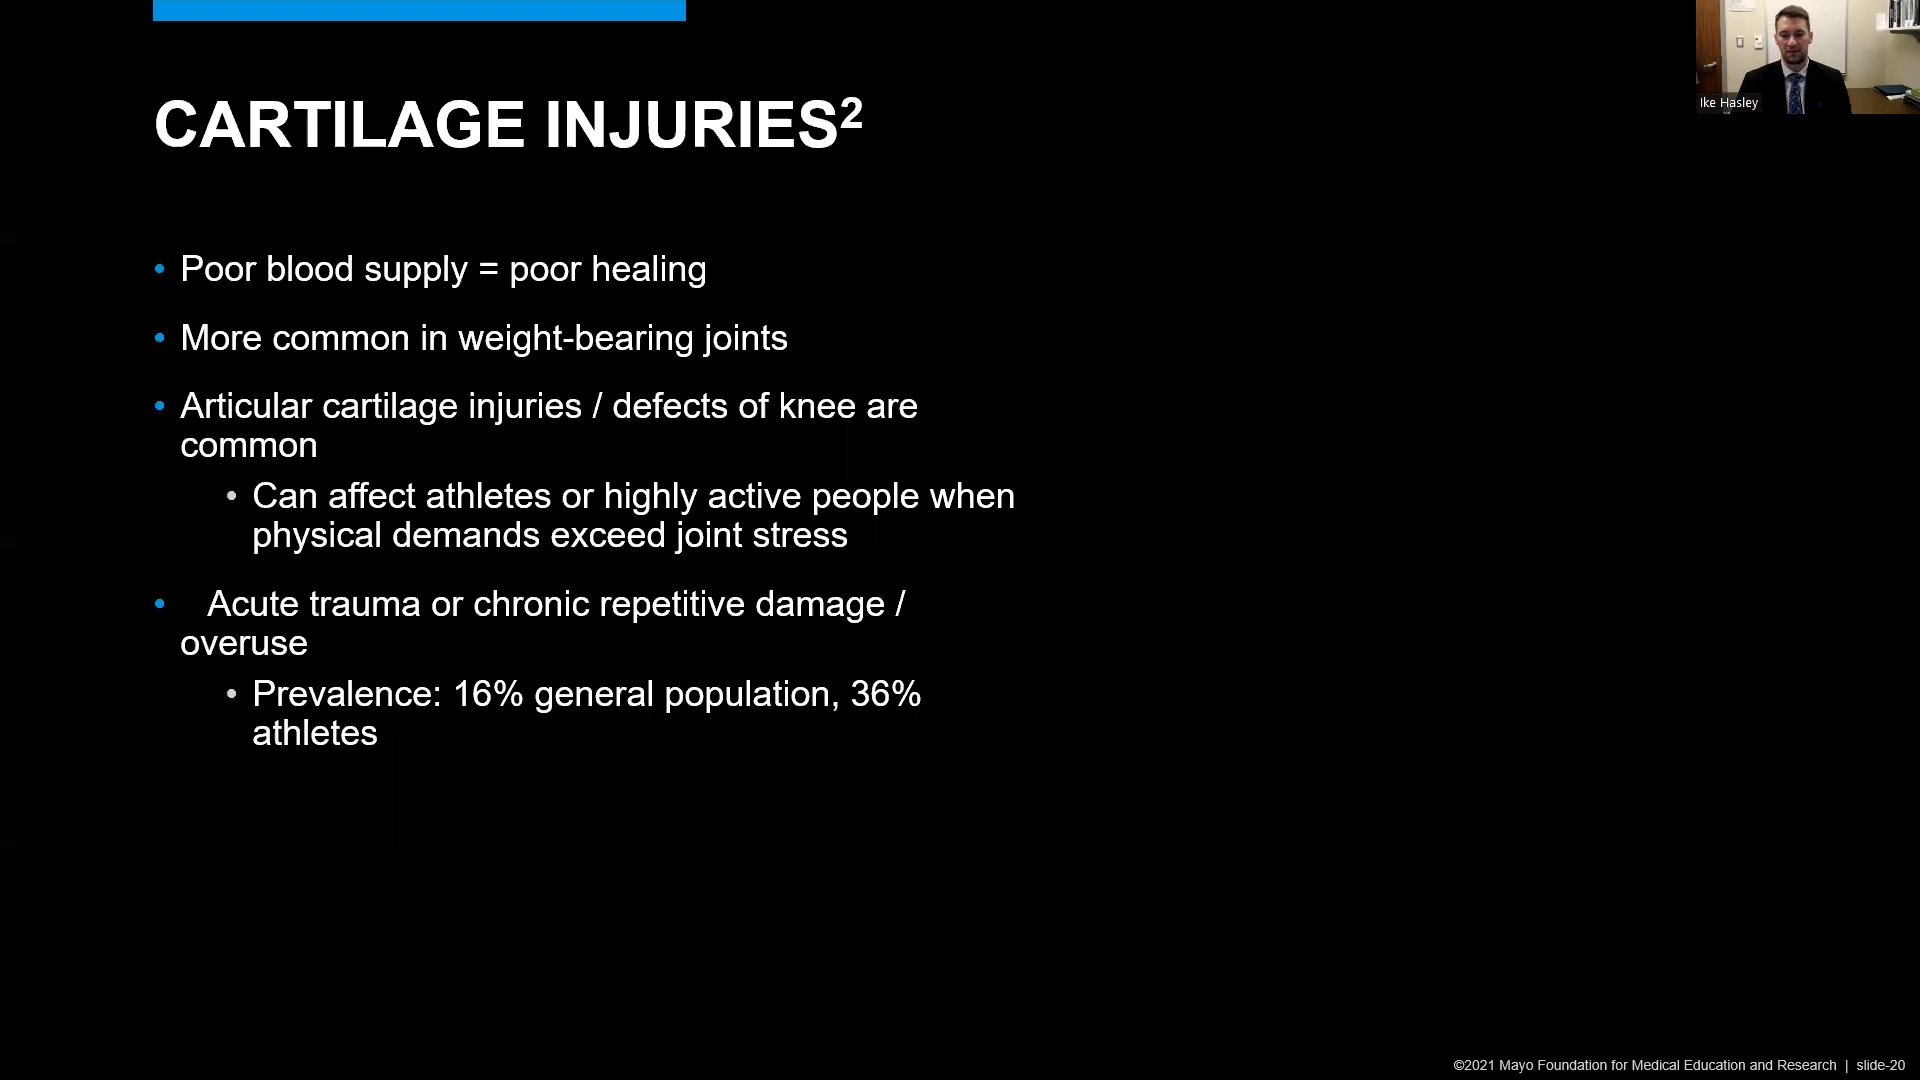 Ike Hasley
CARTILAGE INJURIES²
• Poor blood supply = poor healing
• More common in weight-bearing joints
• Articular cartilage injuries / defects of knee are
common
• Can affect athletes or highly active people when
physical demands exceed joint stress
• Acute trauma or chronic repetitive damage /
overuse
• Prevalence: 16% general population, 36%
athletes
©2021 Mayo Foundation for Medical Education and Research | slide-20